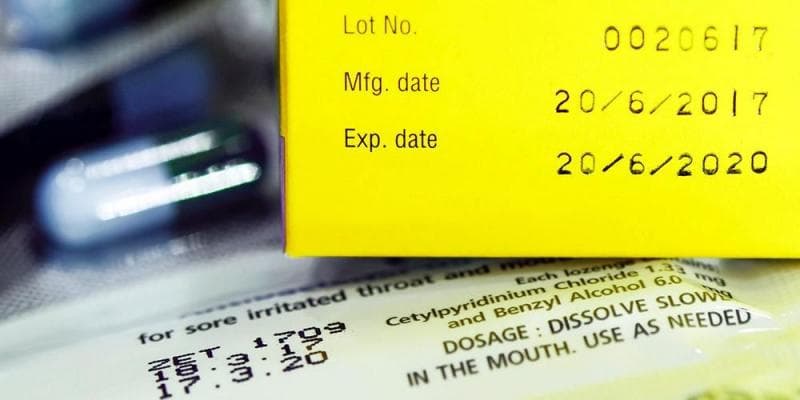 Lot No. 0020617
Mfg. date 20/6/2017
Exp. date 20/6/2020
for sore irritated throat and
Each lozenge
Cetylpyridinium Chloride 1.33 mg
and Benzyl Alcohol 6.0 mg
DOSAGE : DISSOLVE SLOWLY
IN THE MOUTH. USE AS NEEDED
ZET 1709
18.3.17
17.3.20